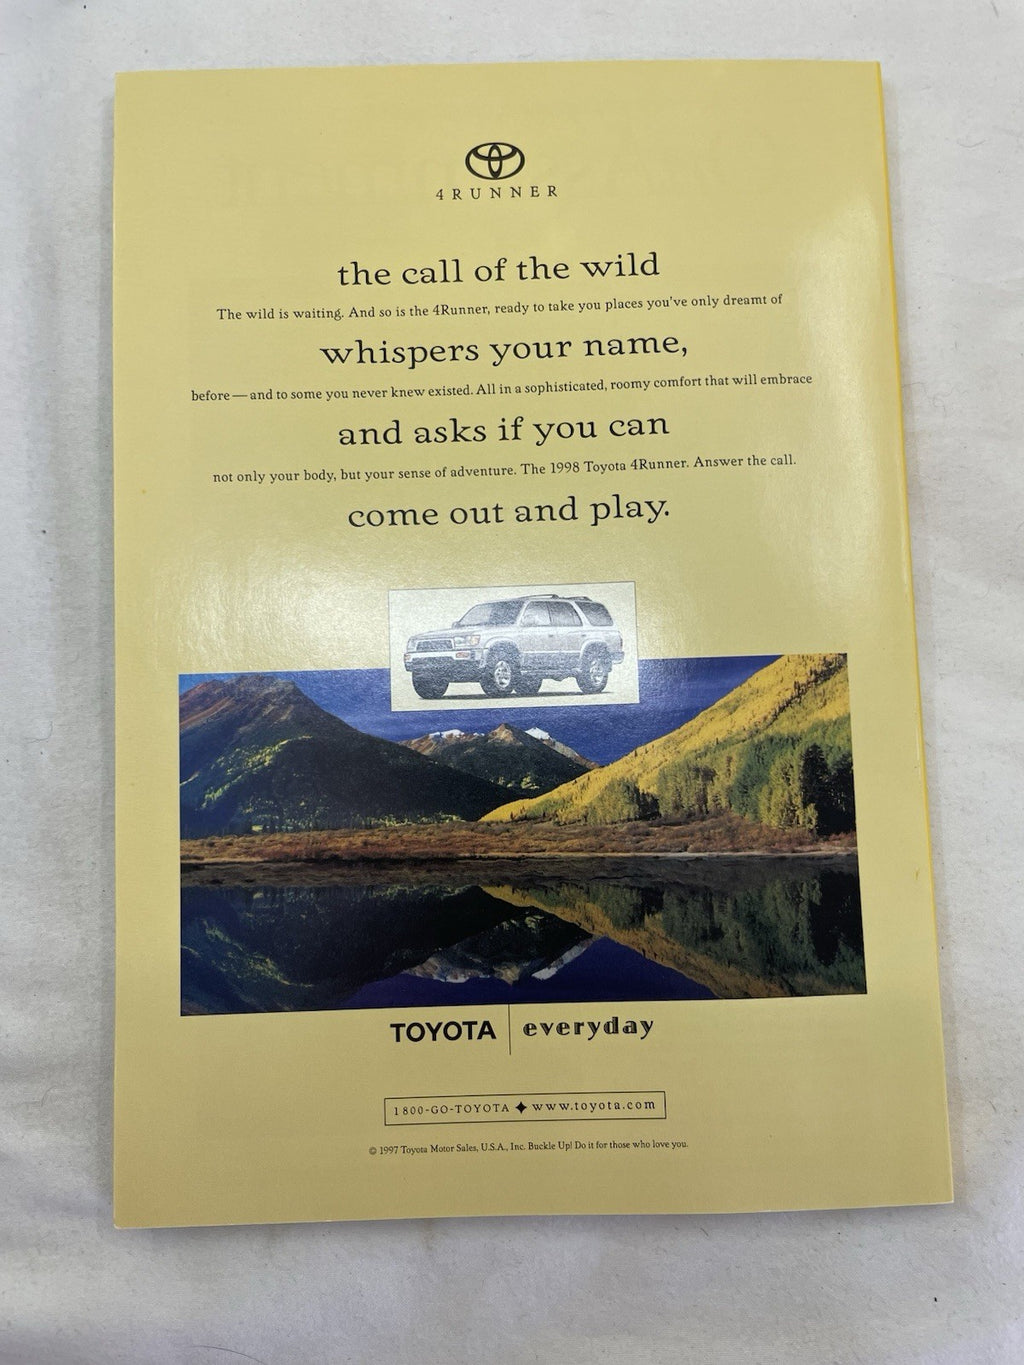 4RUNNER
the call of the wild
The wild is waiting. And so is the 4Runner, ready to take you places you've only dreamt of
whispers your name,
before — and to some you never knew existed. All in a sophisticated, roomy comfort that will embrace
and asks if you can
not only your body, but your sense of adventure. The 1998 Toyota 4Runner. Answer the call.
come out and play.
TOYOTA everyday
1800-GO-TOYOTA ✦ www.toyota.com
© 1997 Toyota Motor Sales, U.S.A., Inc. Buckle Up! Do it for those who love you.